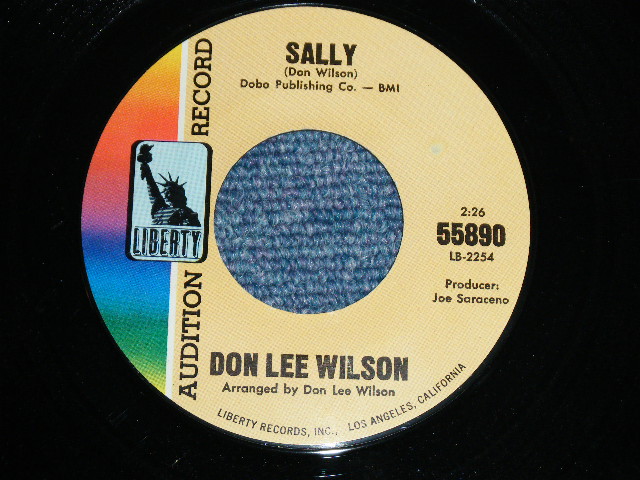 SALLY
(Don Wilson)
Dobo Publishing Co. — BMI
AUDITION RECORD
LIBERTY
2:26
55890
LB-2254
Producer:
Joe Saraceno
DON LEE WILSON
Arranged by Don Lee Wilson
LIBERTY RECORDS, INC., LOS ANGELES, CALIFORNIA